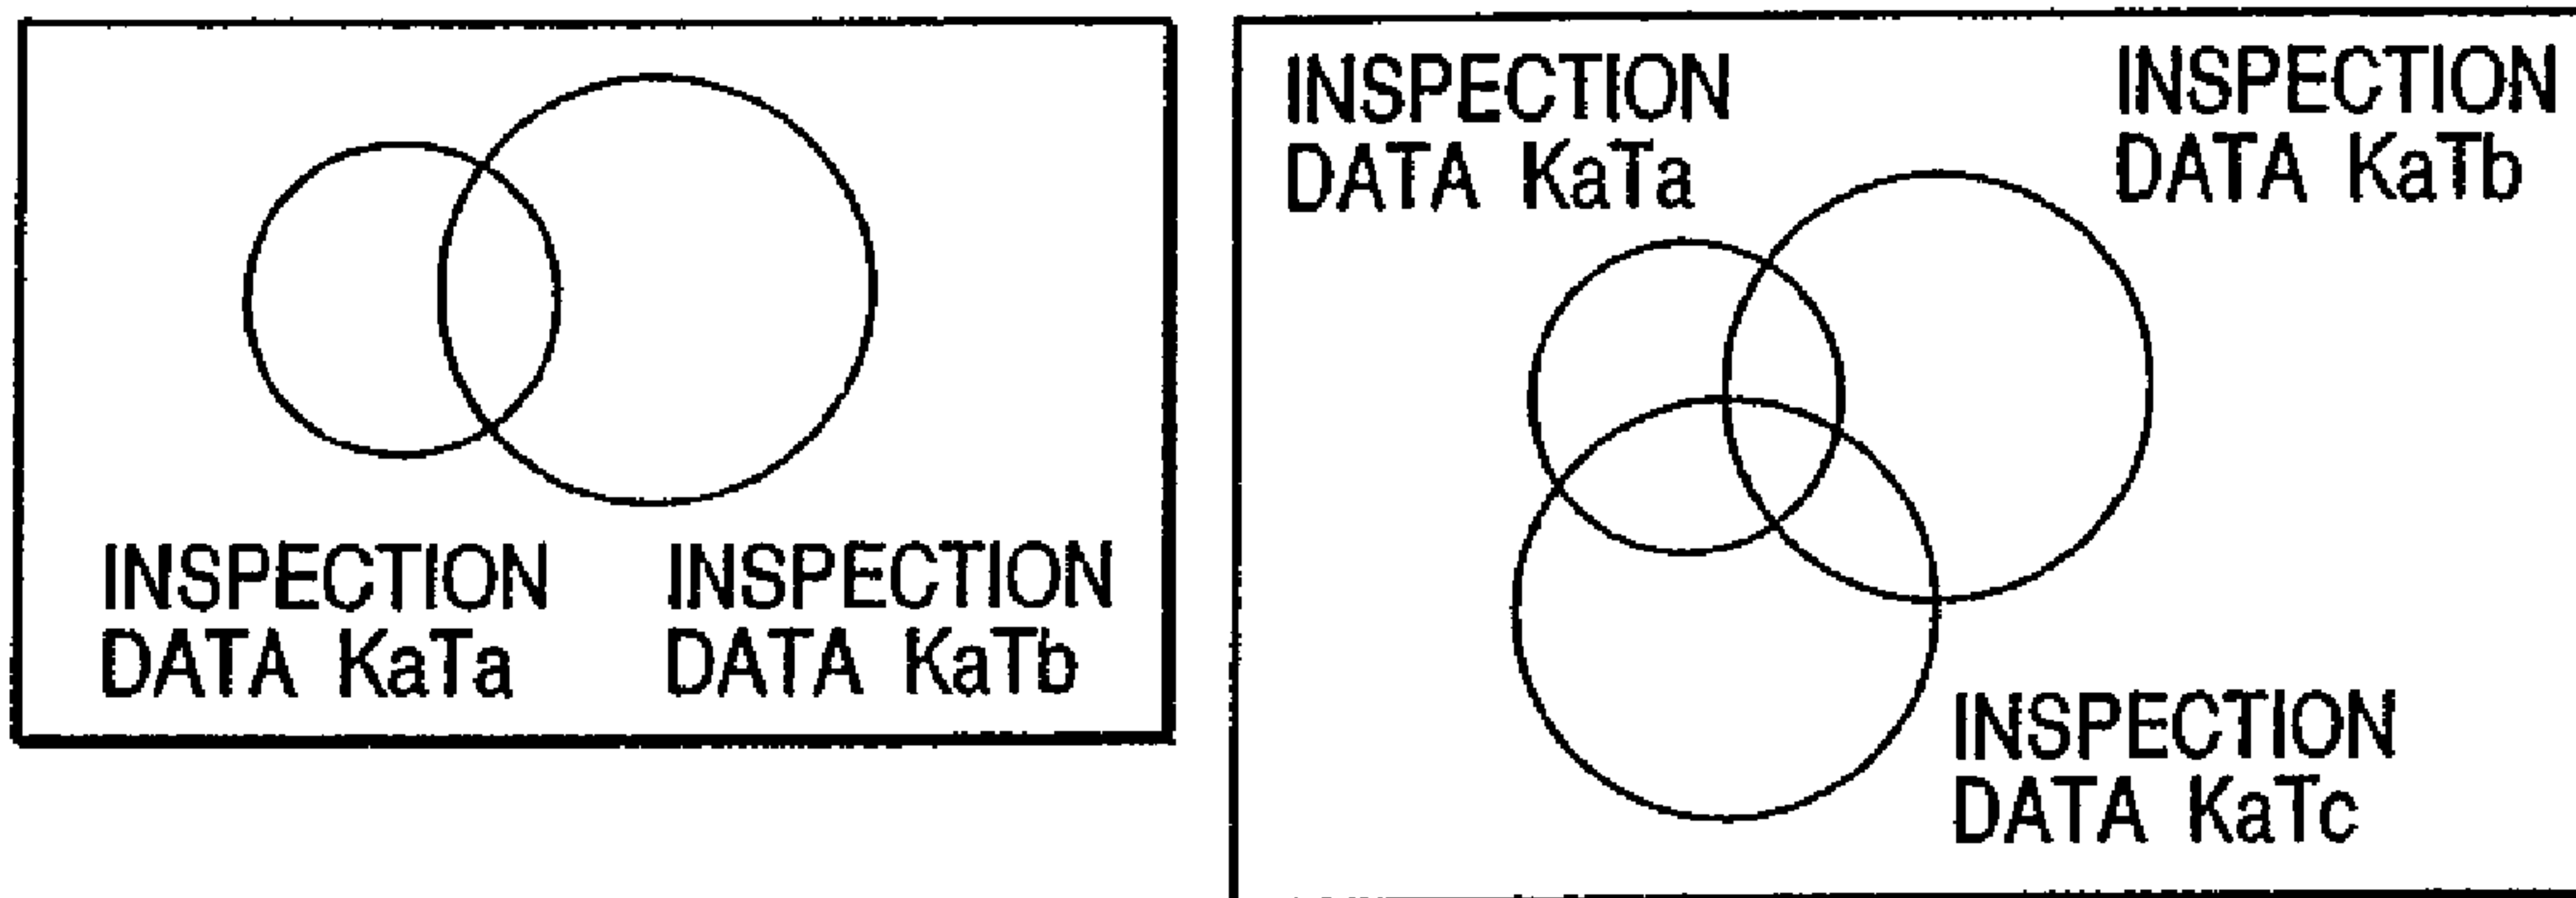 INSPECTION
DATA KaTa
INSPECTION
DATA KaTb
INSPECTION
DATA KaTa
INSPECTION
DATA KaTb
INSPECTION
DATA KaTc